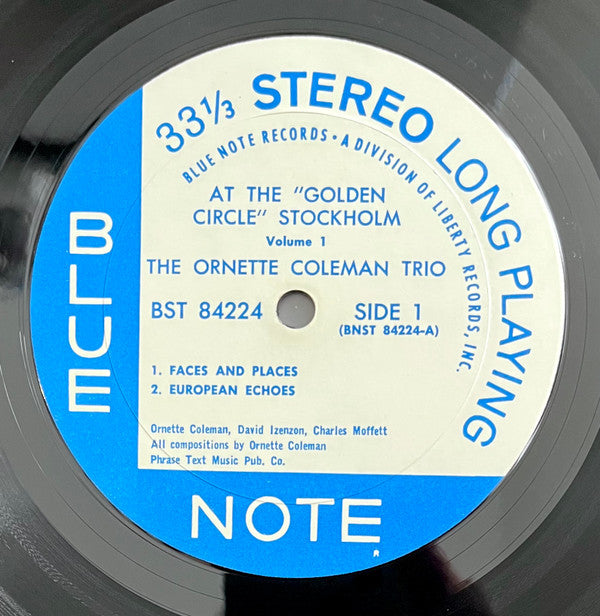 33⅓ STEREO LONG PLAYING
BLUE NOTE RECORDS • A DIVISION OF LIBERTY RECORDS, INC.
AT THE "GOLDEN
CIRCLE" STOCKHOLM
Volume 1
THE ORNETTE COLEMAN TRIO
BST 84224
SIDE 1
(BNST 84224-A)
1. FACES AND PLACES
2. EUROPEAN ECHOES
Ornette Coleman, David Izenzon, Charles Moffett
All compositions by Ornette Coleman
Phrase Text Music Pub. Co.
BLUE
NOTE
R